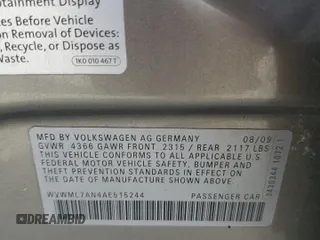 tainment Display
es Before Vehicle
on Removal of Devices:
, Recycle, or Dispose as
Waste.
1K0 010 467 T
MFD BY VOLKSWAGEN AG GERMANY 08/09
GVWR 4366 GAWR FRONT 2315 / REAR 2117 LBS
THIS VEHICLE CONFORMS TO ALL APPLICABLE U.S.
FEDERAL MOTOR VEHICLE SAFETY, BUMPER AND
THEFT PREVENTION STANDARDS IN EFFECT ON THE
DATE OF MANUFACTURE SHOWN ABOVE.
WVWML7AN4AE515244 PASSENGER CAR
DREAMBID